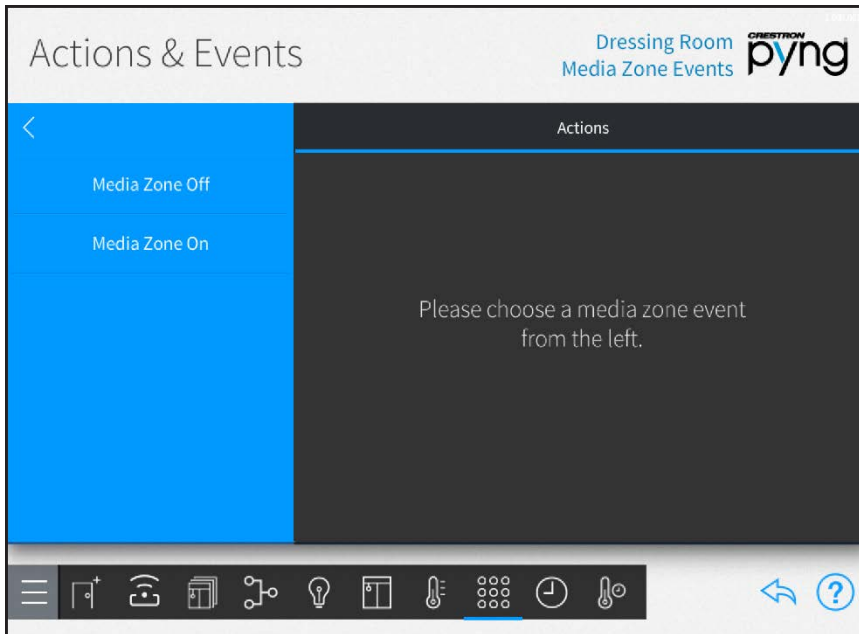 Actions & Events
Dressing Room
Media Zone Events
CRESTRON
pyng
Actions
Media Zone Off
Media Zone On
Please choose a media zone event
from the left.
?